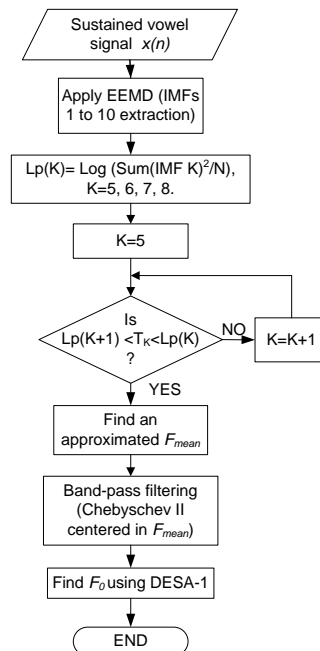 Sustained vowel
signal x(n)
Apply EEMD (IMFs
1 to 10 extraction)
Lp(K)= Log (Sum(IMF K)²/N),
K=5, 6, 7, 8.
K=5
Is
Lp(K+1) <T_K<Lp(K)
?
NO
K=K+1
YES
Find an
approximated F_mean
Band-pass filtering
(Chebyschev II
centered in F_mean)
Find F_0 using DESA-1
END